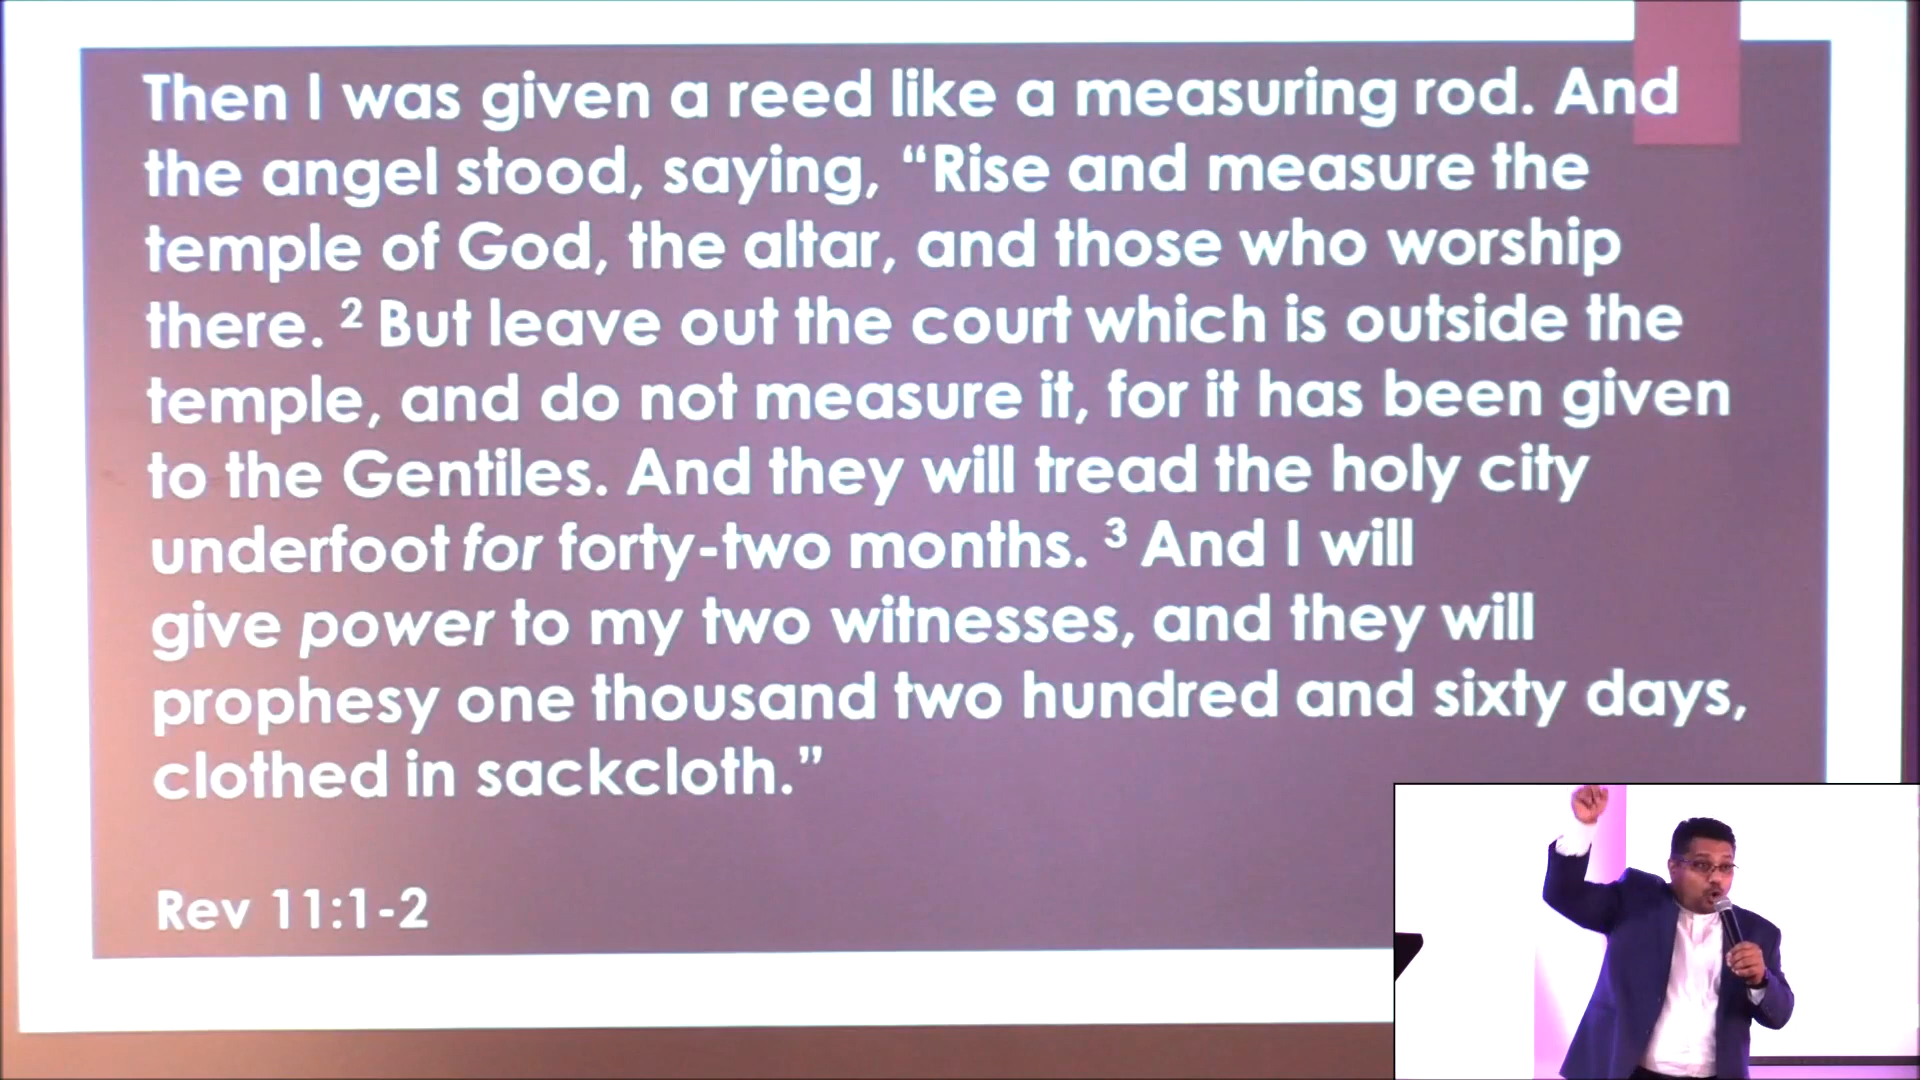 Then I was given a reed like a measuring rod. And
the angel stood, saying, “Rise and measure the
temple of God, the altar, and those who worship
there. ² But leave out the court which is outside the
temple, and do not measure it, for it has been given
to the Gentiles. And they will tread the holy city
underfoot for forty-two months. ³ And I will
give power to my two witnesses, and they will
prophesy one thousand two hundred and sixty days,
clothed in sackcloth.”
Rev 11:1-2